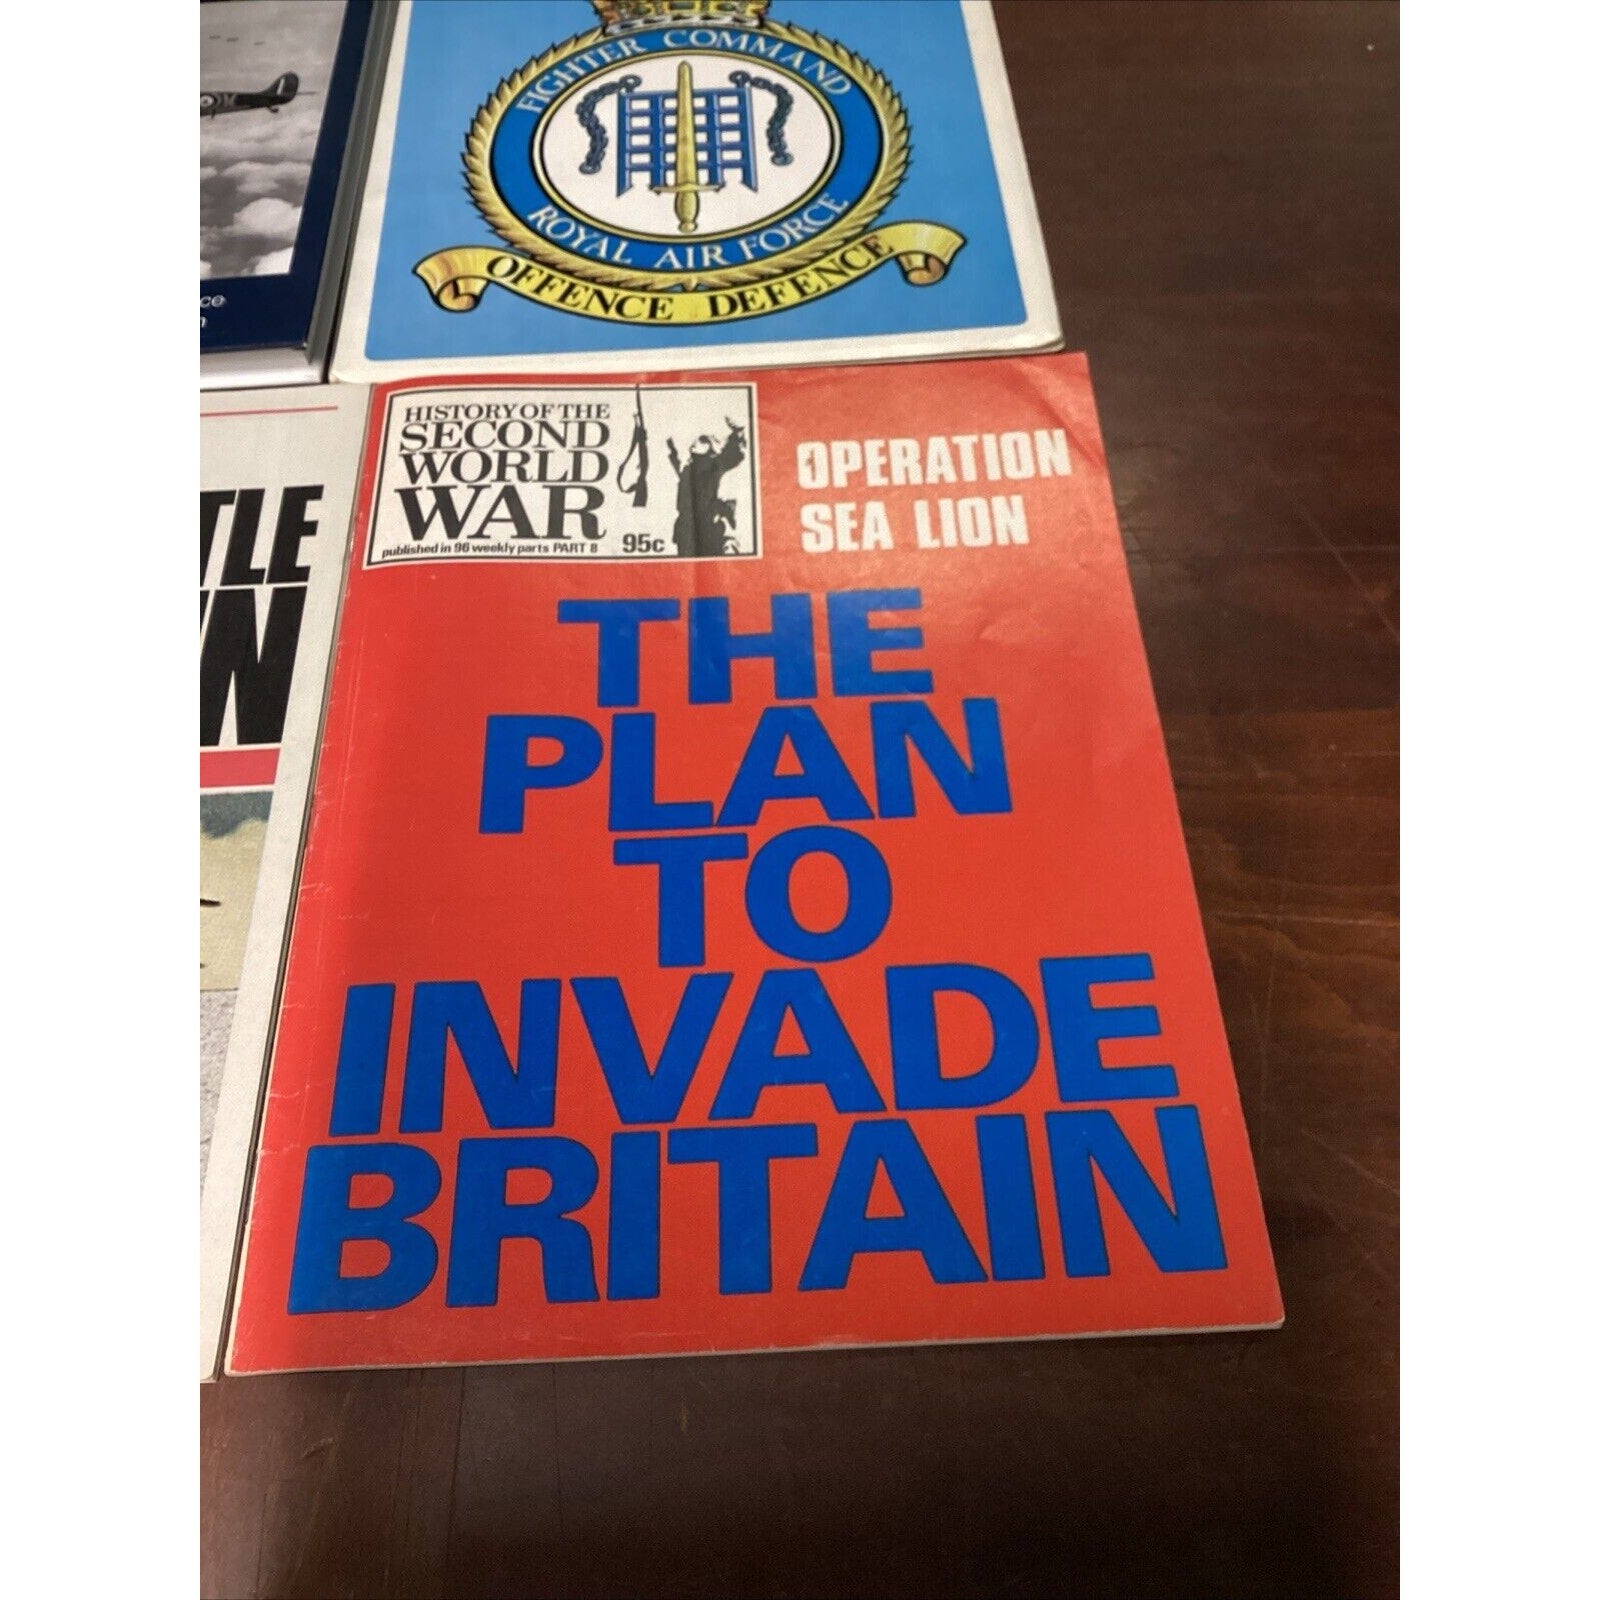 FIGHTER COMMAND
ROYAL AIR FORCE
OFFENCE DEFENCE
HISTORY OF THE
SECOND
WORLD
WAR
published in 96 weekly parts PART 8 95c
OPERATION
SEA LION
THE
PLAN
TO
INVADE
BRITAIN